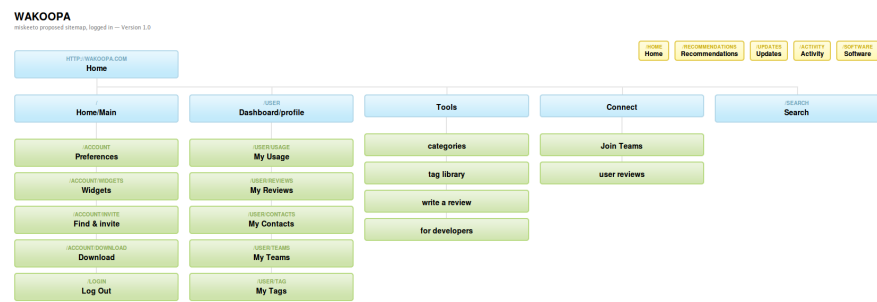 WAKOOPA
miskeeto proposed sitemap, logged in — Version 1.0
/HOME
Home
/RECOMMENDATIONS
Recommendations
/UPDATES
Updates
/ACTIVITY
Activity
/SOFTWARE
Software
HTTP://WAKOOPA.COM
Home
/
Home/Main
/USER
Dashboard/profile
Tools
Connect
/SEARCH
Search
/ACCOUNT
Preferences
/ACCOUNT/WIDGETS
Widgets
/ACCOUNT/INVITE
Find & invite
/ACCOUNT/DOWNLOAD
Download
/LOGIN
Log Out
/USER/USAGE
My Usage
/USER/REVIEWS
My Reviews
/USER/CONTACTS
My Contacts
/USER/TEAMS
My Teams
/USER/TAG
My Tags
categories
tag library
write a review
for developers
Join Teams
user reviews